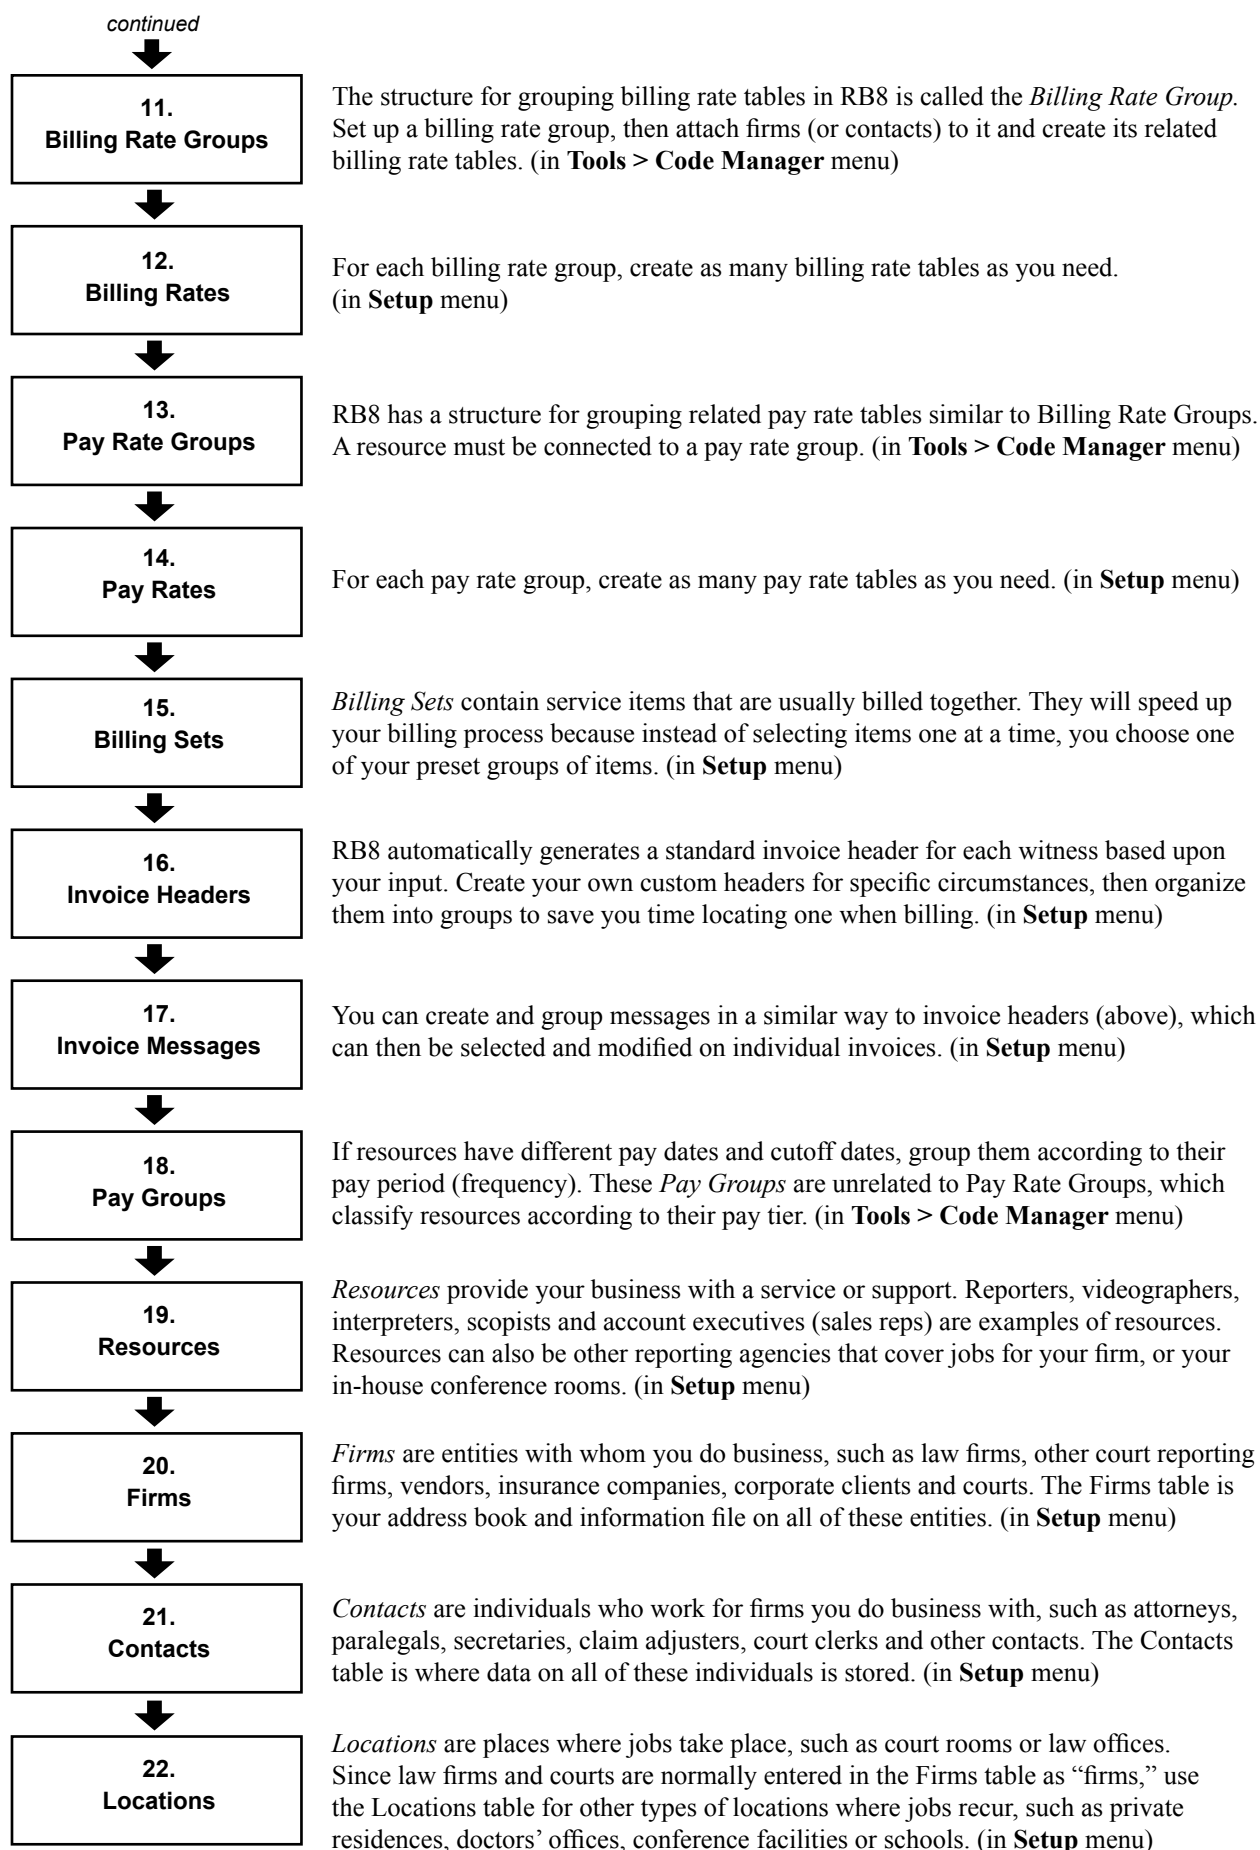 continued
11.
Billing Rate Groups
The structure for grouping billing rate tables in RB8 is called the Billing Rate Group.
Set up a billing rate group, then attach firms (or contacts) to it and create its related
billing rate tables. (in Tools > Code Manager menu)
12.
Billing Rates
For each billing rate group, create as many billing rate tables as you need.
(in Setup menu)
13.
Pay Rate Groups
RB8 has a structure for grouping related pay rate tables similar to Billing Rate Groups.
A resource must be connected to a pay rate group. (in Tools > Code Manager menu)
14.
Pay Rates
For each pay rate group, create as many pay rate tables as you need. (in Setup menu)
15.
Billing Sets
Billing Sets contain service items that are usually billed together. They will speed up
your billing process because instead of selecting items one at a time, you choose one
of your preset groups of items. (in Setup menu)
16.
Invoice Headers
RB8 automatically generates a standard invoice header for each witness based upon
your input. Create your own custom headers for specific circumstances, then organize
them into groups to save you time locating one when billing. (in Setup menu)
17.
Invoice Messages
You can create and group messages in a similar way to invoice headers (above), which
can then be selected and modified on individual invoices. (in Setup menu)
18.
Pay Groups
If resources have different pay dates and cutoff dates, group them according to their
pay period (frequency). These Pay Groups are unrelated to Pay Rate Groups, which
classify resources according to their pay tier. (in Tools > Code Manager menu)
19.
Resources
Resources provide your business with a service or support. Reporters, videographers,
interpreters, scopists and account executives (sales reps) are examples of resources.
Resources can also be other reporting agencies that cover jobs for your firm, or your
in-house conference rooms. (in Setup menu)
20.
Firms
Firms are entities with whom you do business, such as law firms, other court reporting
firms, vendors, insurance companies, corporate clients and courts. The Firms table is
your address book and information file on all of these entities. (in Setup menu)
21.
Contacts
Contacts are individuals who work for firms you do business with, such as attorneys,
paralegals, secretaries, claim adjusters, court clerks and other contacts. The Contacts
table is where data on all of these individuals is stored. (in Setup menu)
22.
Locations
Locations are places where jobs take place, such as court rooms or law offices.
Since law firms and courts are normally entered in the Firms table as “firms,” use
the Locations table for other types of locations where jobs recur, such as private
residences, doctors’ offices, conference facilities or schools. (in Setup menu)